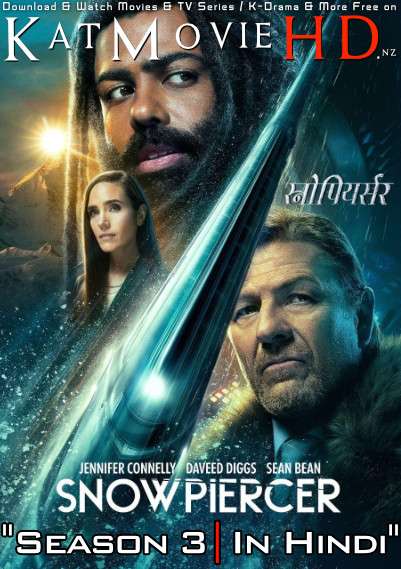 Download & Watch Movies & TV Series / K-Drama & More Free on
KATMOVIEHD.NZ
स्नोपियर्सर
JENNIFER CONNELLY DAVEED DIGGS SEAN BEAN
SNOWPIERCER
"SEASON 3|IN HINDI"